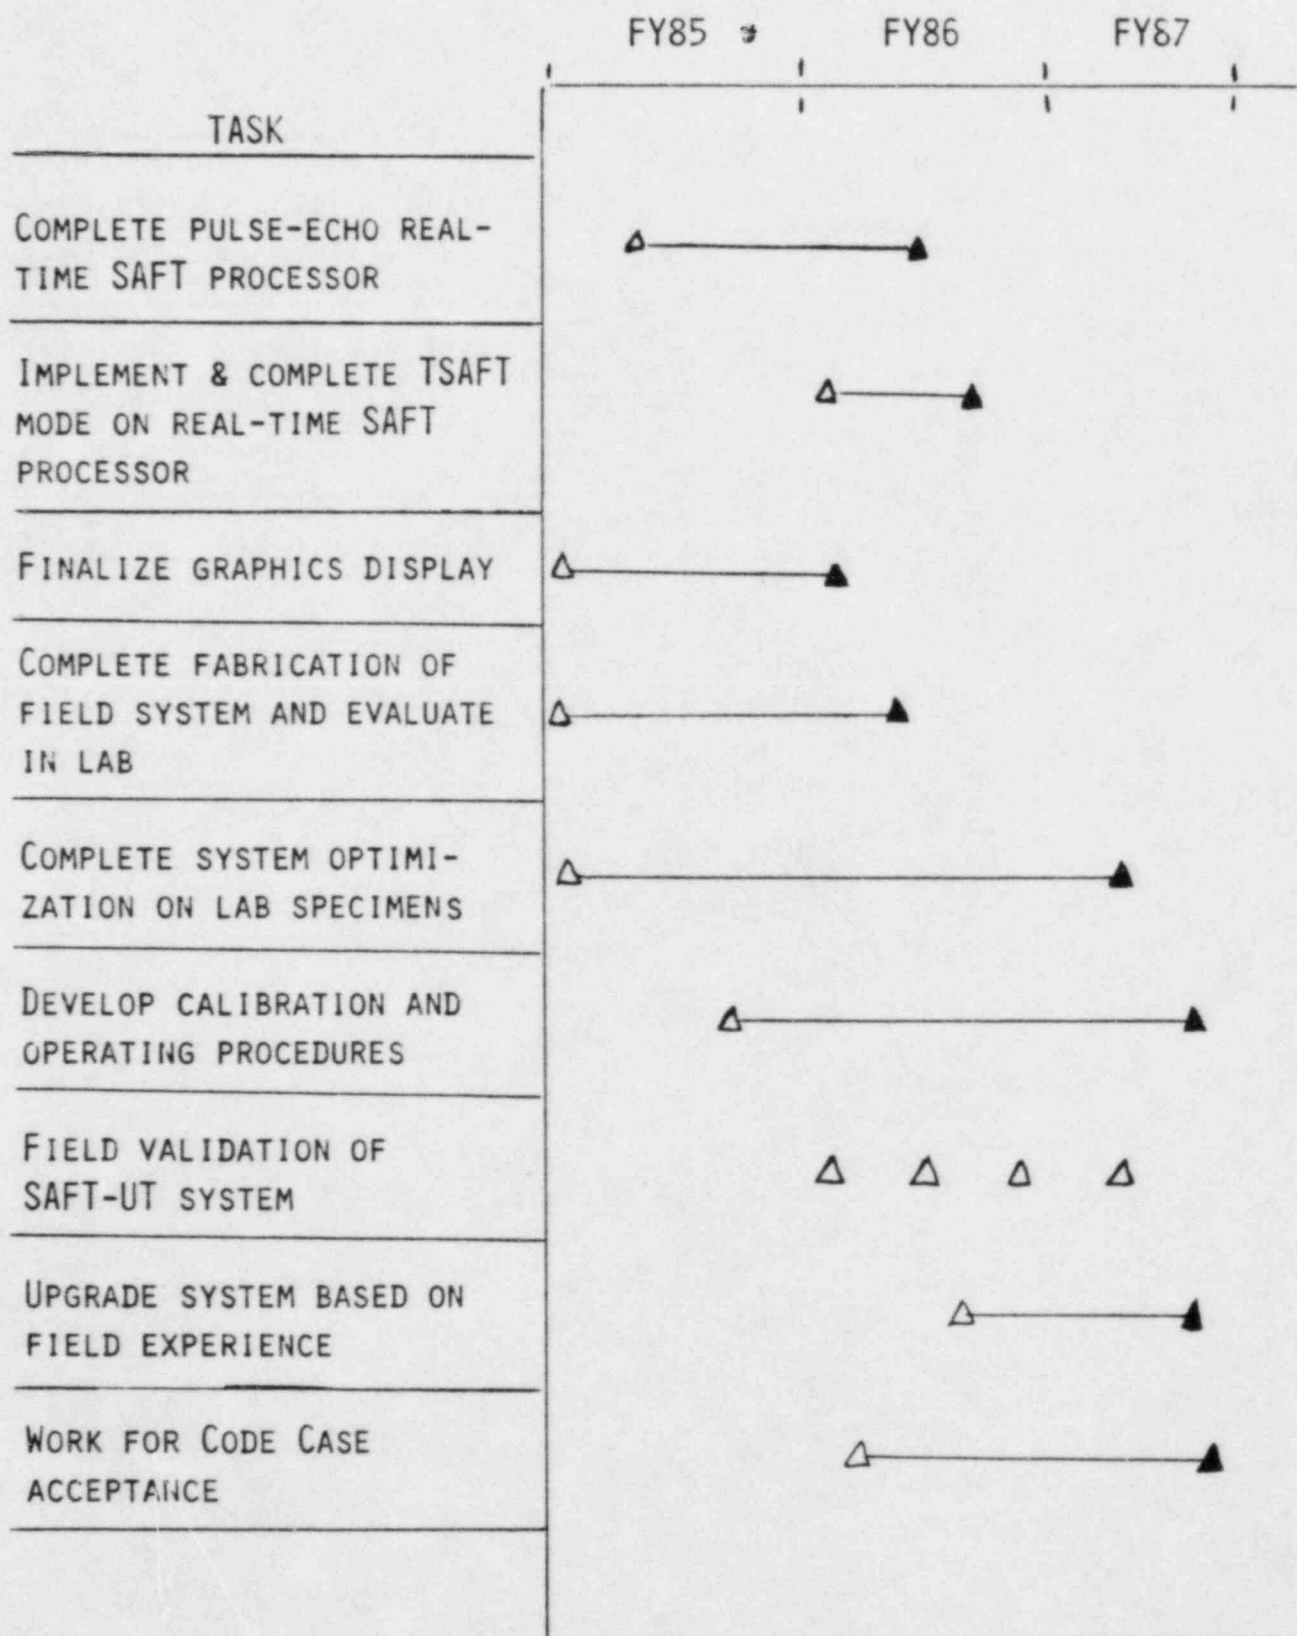 FY85 FY86 FY87
TASK
COMPLETE PULSE-ECHO REAL-
TIME SAFT PROCESSOR
IMPLEMENT & COMPLETE TSAFT
MODE ON REAL-TIME SAFT
PROCESSOR
FINALIZE GRAPHICS DISPLAY
COMPLETE FABRICATION OF
FIELD SYSTEM AND EVALUATE
IN LAB
COMPLETE SYSTEM OPTIMI-
ZATION ON LAB SPECIMENS
DEVELOP CALIBRATION AND
OPERATING PROCEDURES
FIELD VALIDATION OF
SAFT-UT SYSTEM
UPGRADE SYSTEM BASED ON
FIELD EXPERIENCE
WORK FOR CODE CASE
ACCEPTANCE